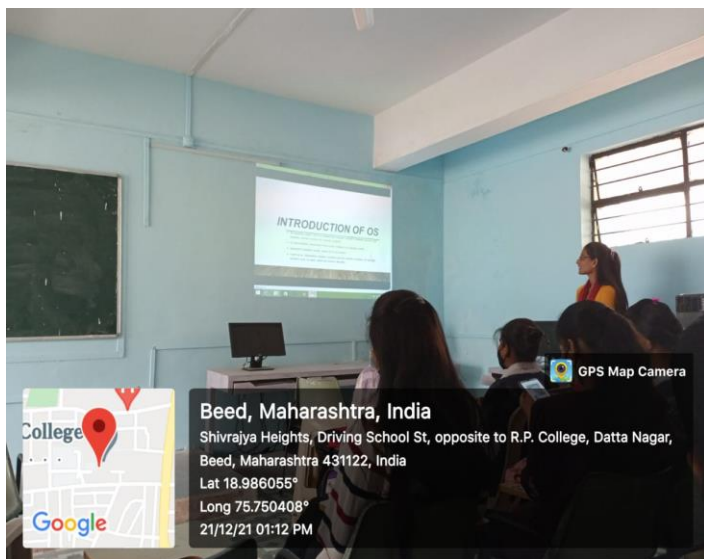 INTRODUCTION OF OS
GPS Map Camera
College
Google
Beed, Maharashtra, India
Shivrajya Heights, Driving School St, opposite to R.P. College, Datta Nagar,
Beed, Maharashtra 431122, India
Lat 18.986055°
Long 75.750408°
21/12/21 01:12 PM